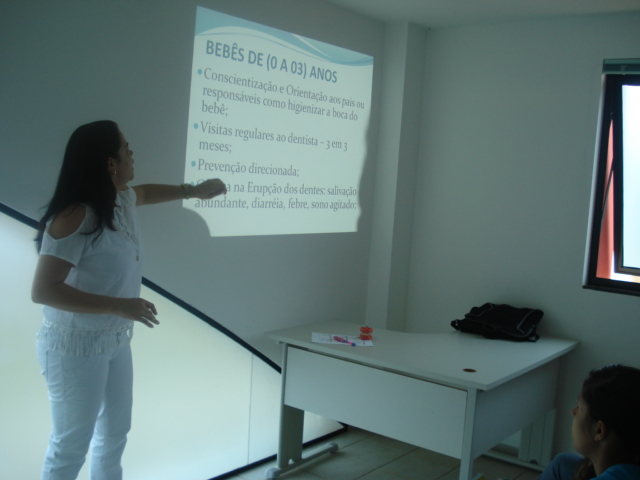 BEBÊS DE (0 A 03) ANOS
Conscientização e Orientação aos pais ou
responsáveis como higienizar a boca do
bebê;
Visitas regulares ao dentista – 3 em 3
meses;
Prevenção direcionada;
na Erupção dos dentes: salivação
abundante, diarréia, febre, sono agitado;